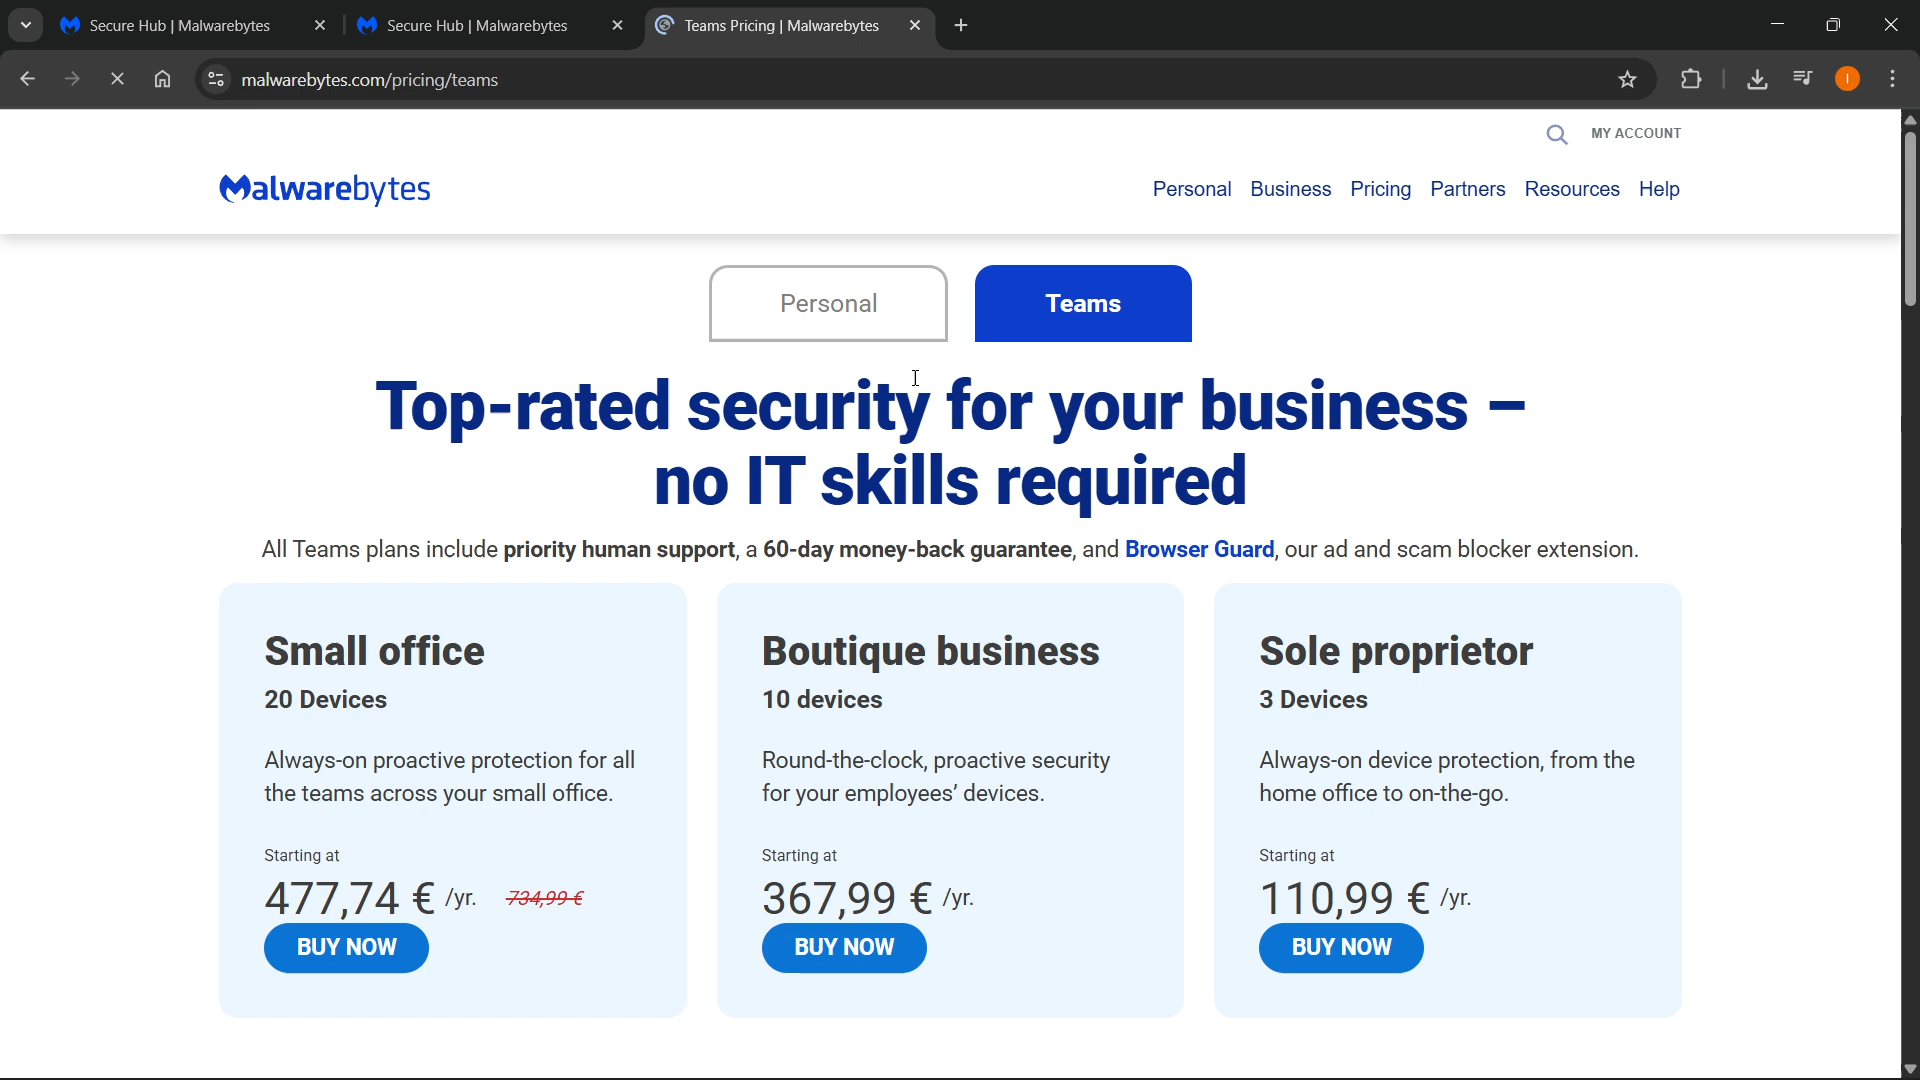 Secure Hub | Malwarebytes
Secure Hub | Malwarebytes
Teams Pricing | Malwarebytes
malwarebytes.com/pricing/teams
I
MY ACCOUNT
Malwarebytes
Personal Business Pricing Partners Resources Help
Personal
Teams
Top-rated security for your business –
no IT skills required
All Teams plans include priority human support, a 60-day money-back guarantee, and Browser Guard, our ad and scam blocker extension.
Small office
20 Devices
Always-on proactive protection for all
the teams across your small office.
Starting at
477,74 € /yr. 734,99 €
BUY NOW
Boutique business
10 devices
Round-the-clock, proactive security
for your employees’ devices.
Starting at
367,99 € /yr.
BUY NOW
Sole proprietor
3 Devices
Always-on device protection, from the
home office to on-the-go.
Starting at
110,99 € /yr.
BUY NOW